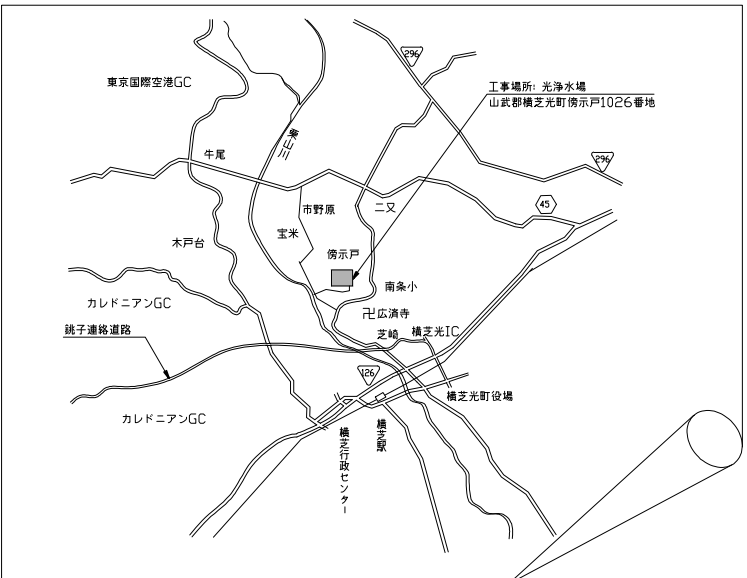 296
東京国際空港GC
工事場所: 光浄水場
山武郡横芝光町傍示戸1026番地
牛尾
296
市野原
二又
45
宝米
木戸台
傍示戸
南条小
カレドニアンGC
卍広済寺
銚子連絡道路
芝崎
横芝光IC
126
横芝光町役場
カレドニアンGC
横芝行政センター
横芝駅